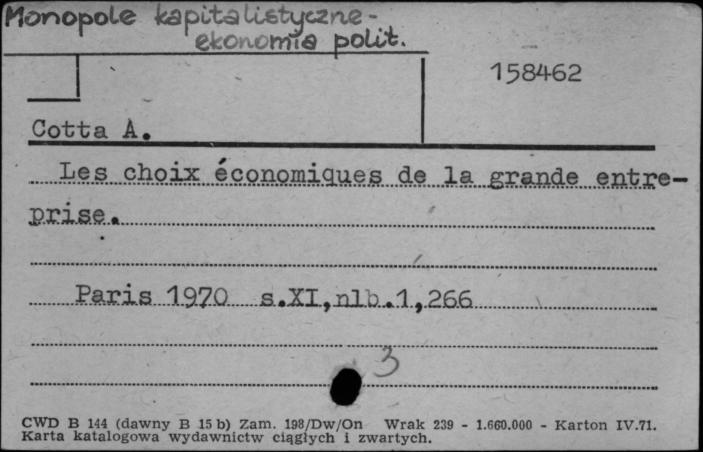 Monopole kapitalistyczne-
ekonomia polit.
158462
Cotta A.
Les choix économiques de la grande entre-
prise.
Paris 1970 s.XI,nlb.1,266
3
CWD B 144 (dawny B 15 b) Zam. 198/Dw/On Wrak 239 - 1.660.000 - Karton IV.71.
Karta katalogowa wydawnictw ciągłych i zwartych.